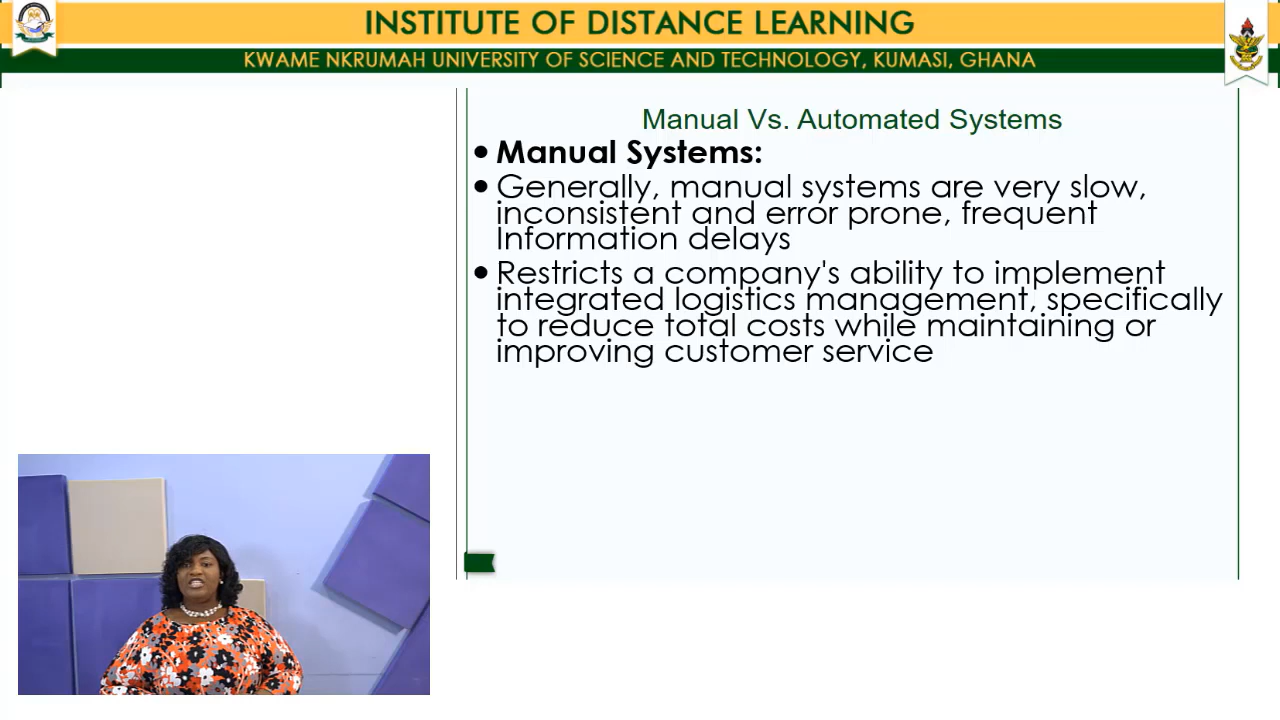 INSTITUTE OF DISTANCE LEARNING
KWAME NKRUMAH UNIVERSITY OF SCIENCE AND TECHNOLOGY, KUMASI, GHANA
Manual Vs. Automated Systems
• Manual Systems:
• Generally, manual systems are very slow,
inconsistent and error prone, frequent
Information delays
• Restricts a company's ability to implement
integrated logistics management, specifically
to reduce total costs while maintaining or
improving customer service